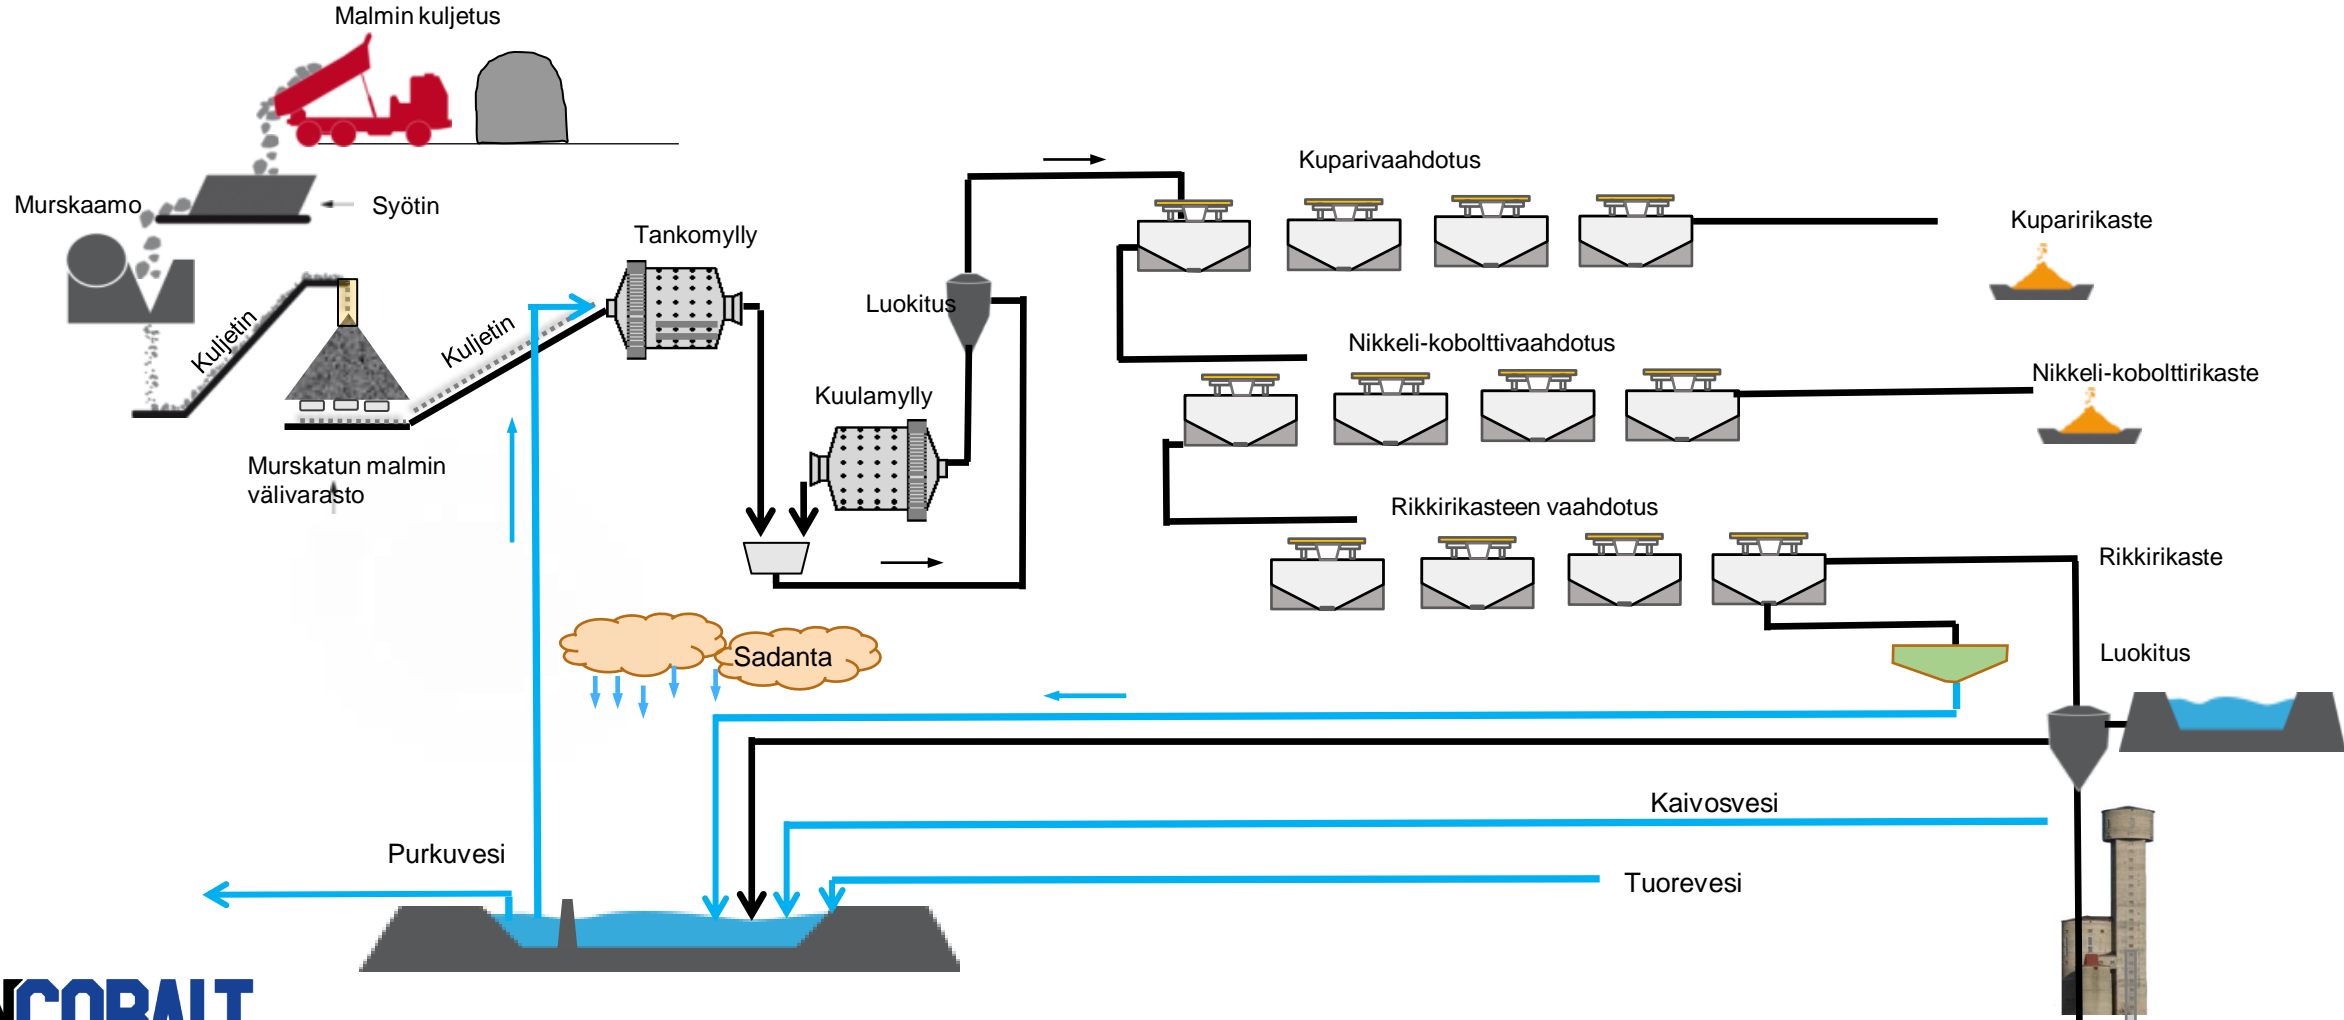 Malmin kuljetus
Murskaamo
Syötin
Kuljetin
Murskatun malmin
välivarasto
Kuljetin
Tankomylly
Kuulamylly
Luokitus
Kuparivaahdotus
Kuparirikaste
Nikkeli-kobolttivaahdotus
Nikkeli-kobolttirikaste
Rikkirikasteen vaahdotus
Rikkirikaste
Luokitus
Sadanta
Kaivosvesi
Tuorevesi
Purkuvesi
COBALT